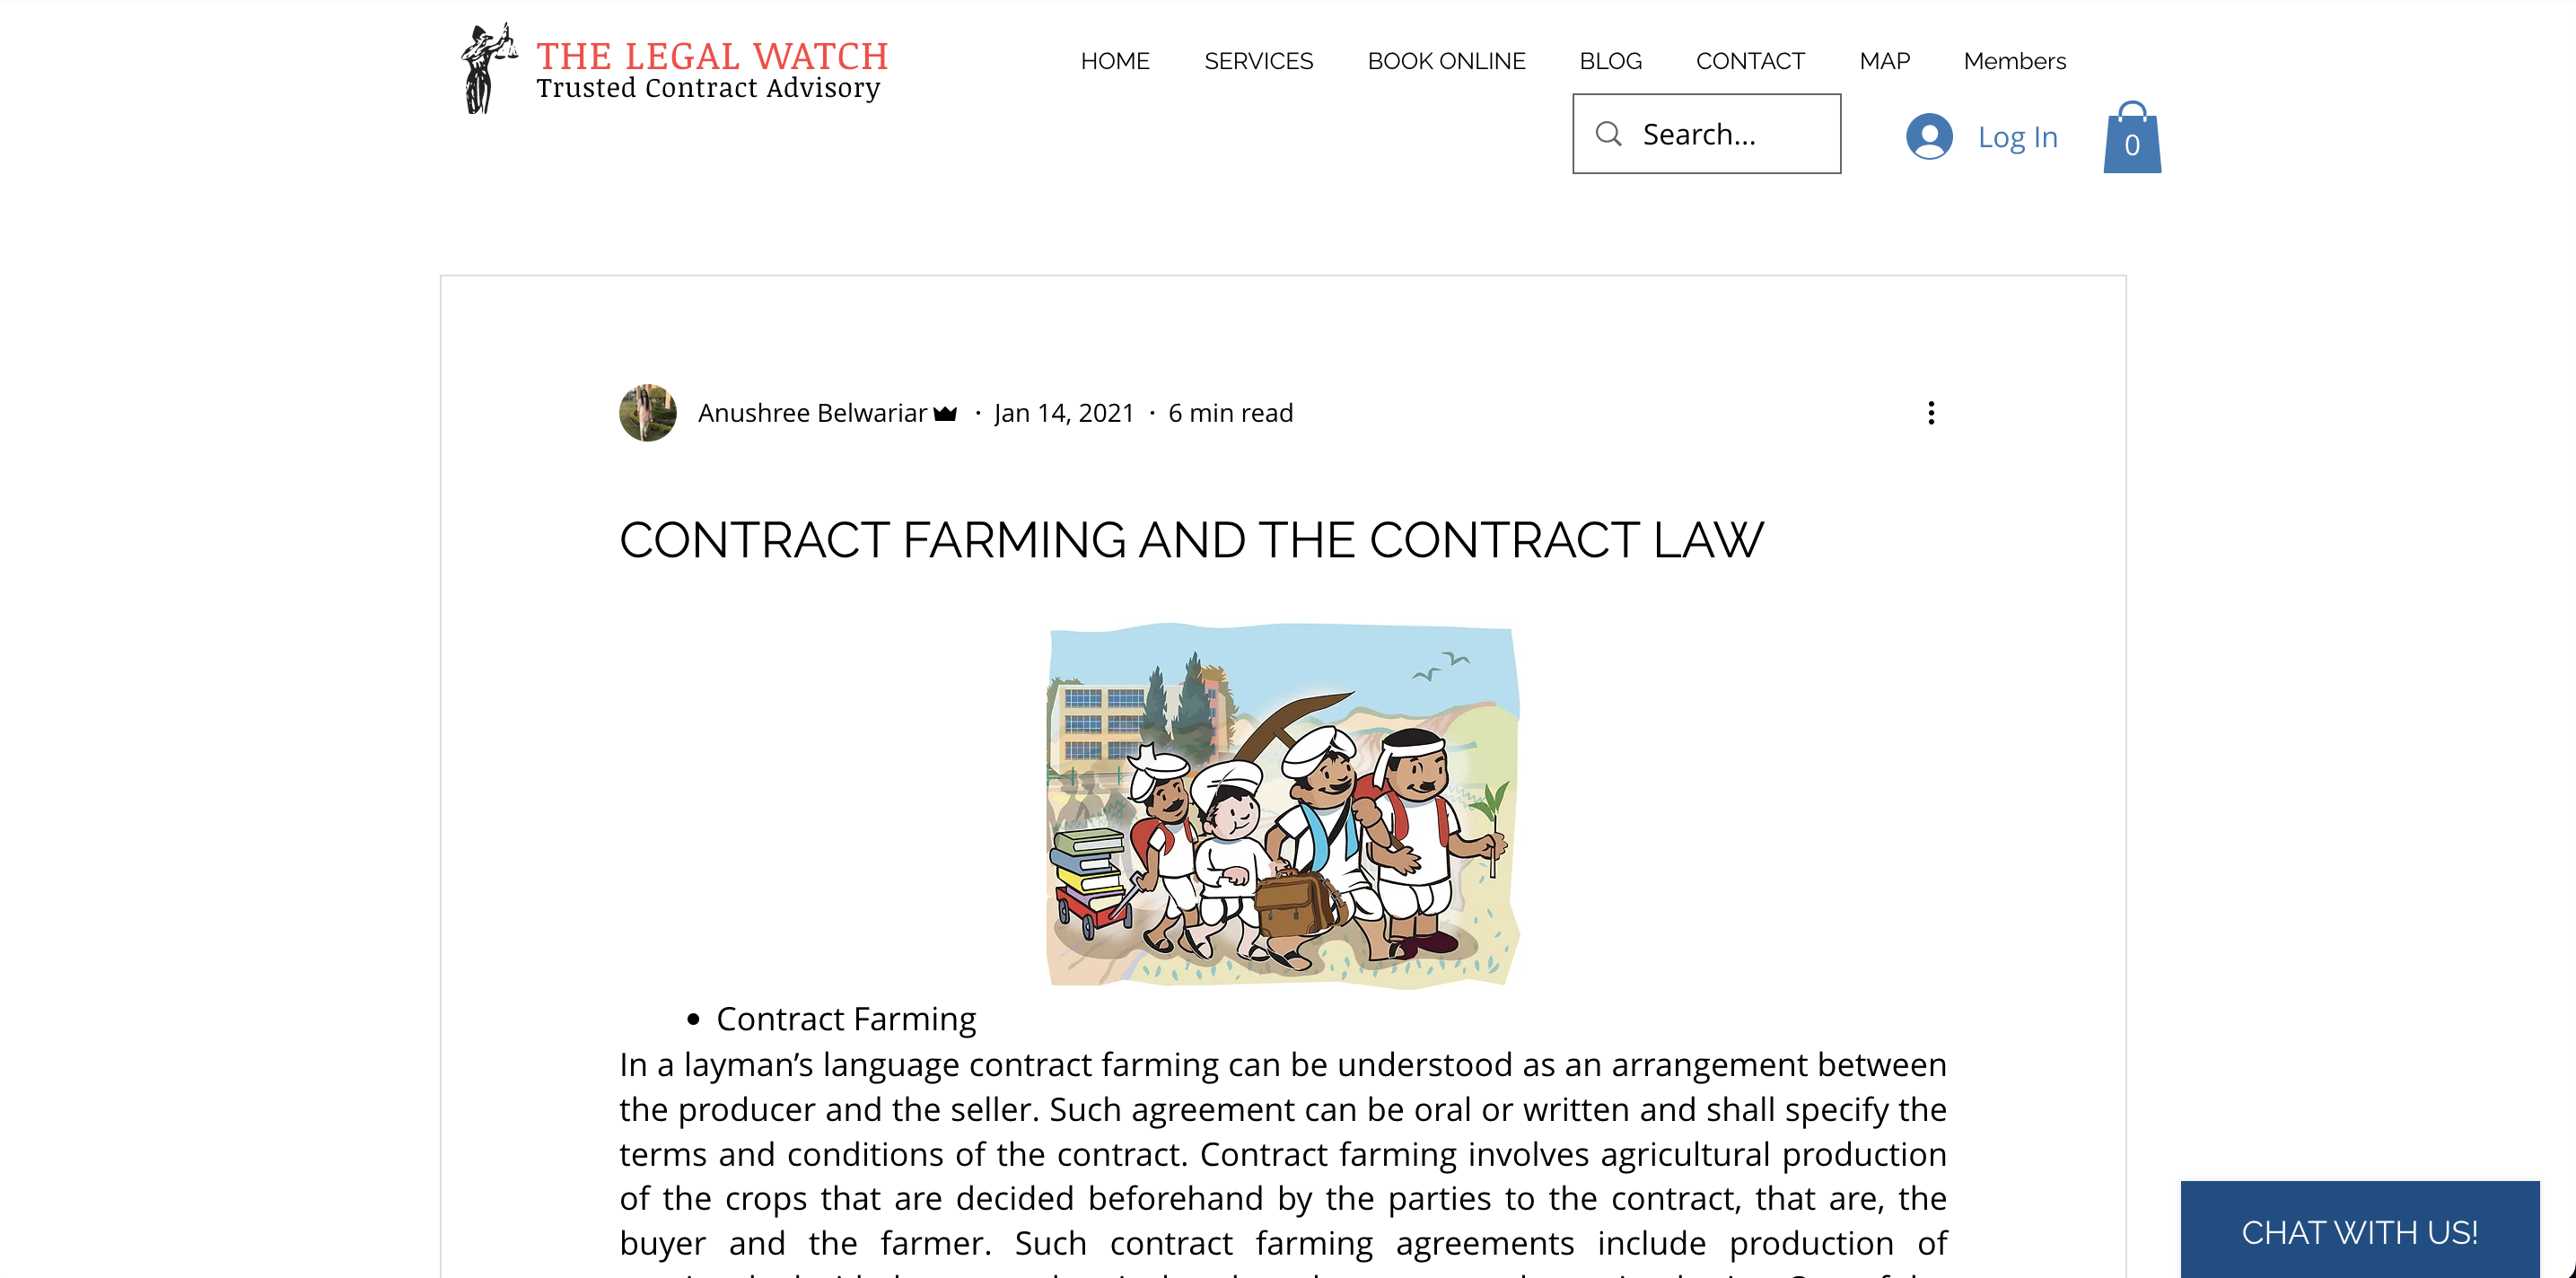 THE LEGAL WATCH
Trusted Contract Advisory
HOME SERVICES BOOK ONLINE BLOG CONTACT MAP Members
Search...
Log In
0
Anushree Belwariar · Jan 14, 2021 · 6 min read
CONTRACT FARMING AND THE CONTRACT LAW
• Contract Farming
In a layman’s language contract farming can be understood as an arrangement between
the producer and the seller. Such agreement can be oral or written and shall specify the
terms and conditions of the contract. Contract farming involves agricultural production
of the crops that are decided beforehand by the parties to the contract, that are, the
buyer and the farmer. Such contract farming agreements include production of
CHAT WITH US!